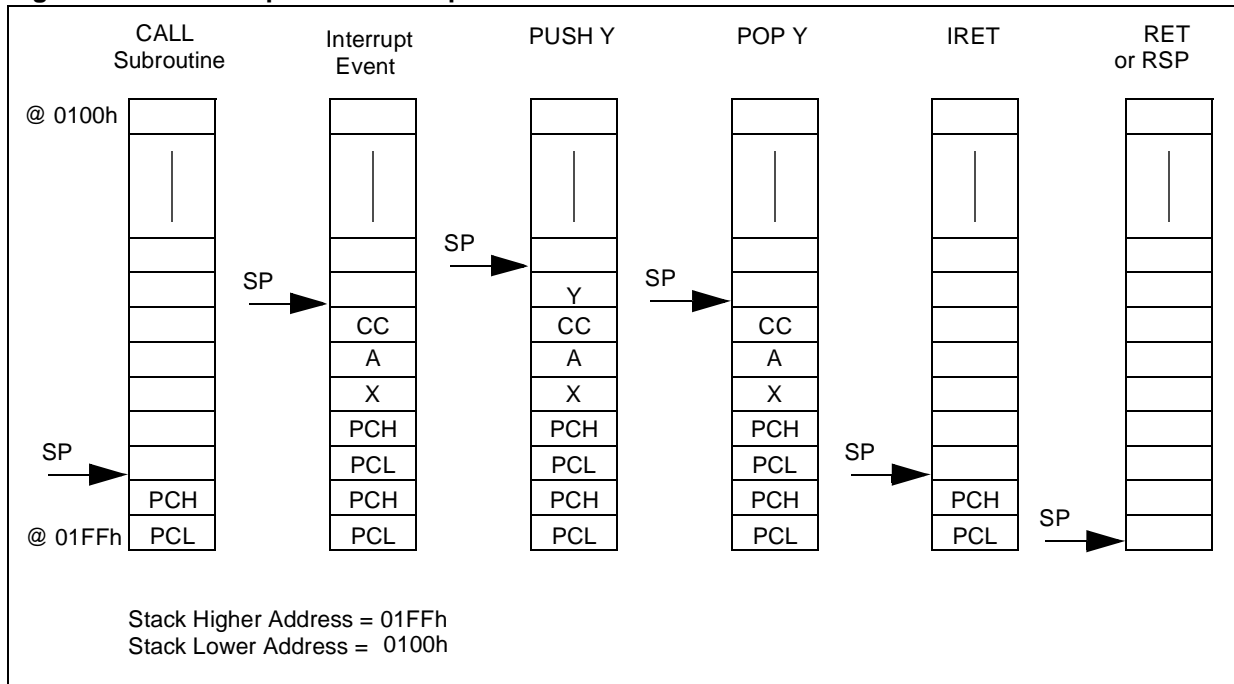 CALL
Subroutine
Interrupt
Event
PUSH Y
POP Y
IRET
RET
or RSP
@ 0100h
SP
SP
SP
Y
CC
CC
CC
A
A
A
X
X
X
PCH
PCH
PCH
SP
SP
PCL
PCL
PCL
PCH
PCH
PCH
PCH
PCH
SP
@ 01FFh
PCL
PCL
PCL
PCL
PCL
Stack Higher Address = 01FFh
Stack Lower Address = 0100h